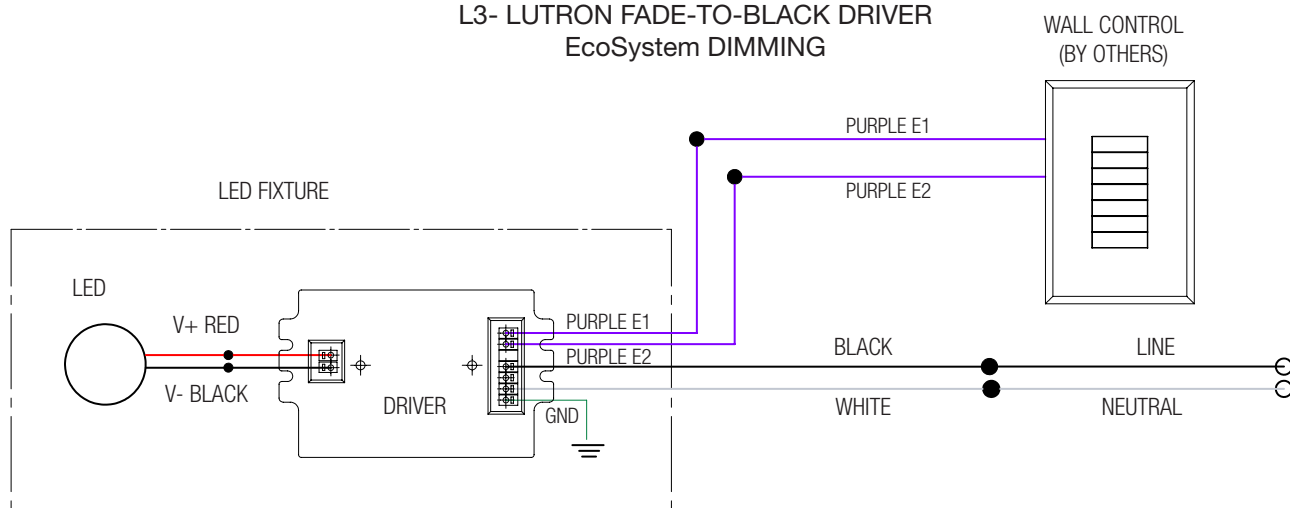 L3- LUTRON FADE-TO-BLACK DRIVER
EcoSystem DIMMING
WALL CONTROL
(BY OTHERS)
PURPLE E1
PURPLE E2
LED FIXTURE
LED
V+ RED
V- BLACK
DRIVER
PURPLE E1
PURPLE E2
GND
BLACK
LINE
WHITE
NEUTRAL